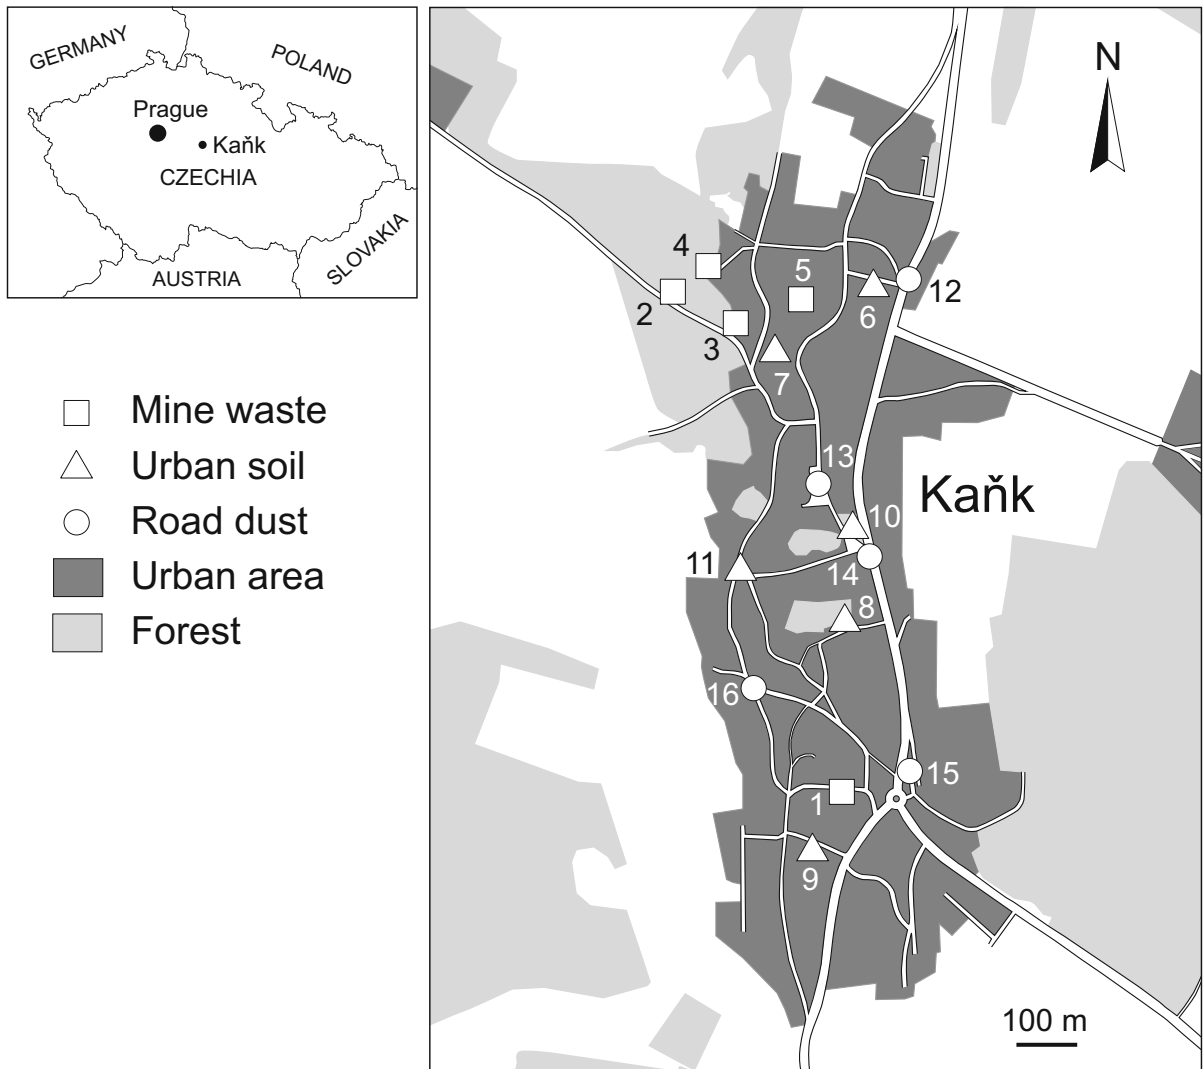 GERMANY
POLAND
Prague
Kaňk
CZECHIA
SLOVAKIA
AUSTRIA
Mine waste
Urban soil
Road dust
Urban area
Forest
N
4
5
2
6
12
3
7
13
Kaňk
10
11
14
8
16
15
1
9
100 m